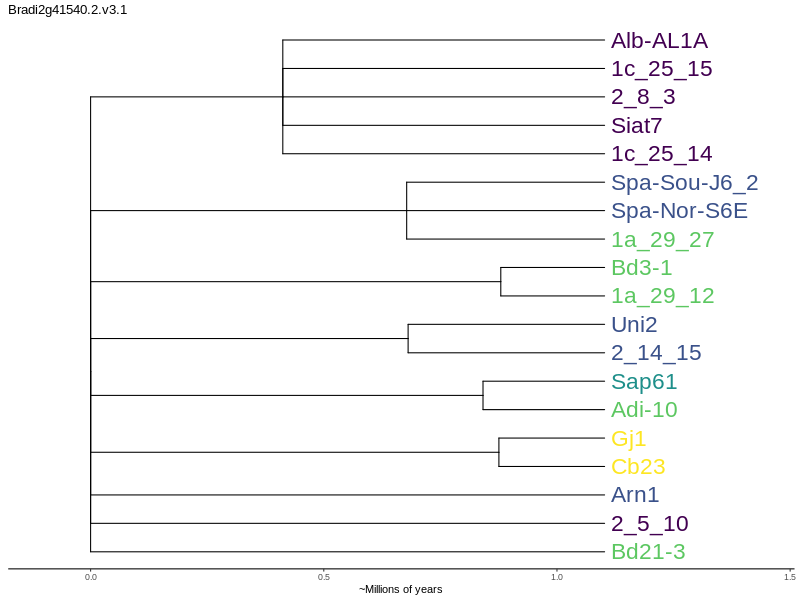 Bradi2g41540.2.v3.1
Alb-AL1A
1c_25_15
2_8_3
Siat7
1c_25_14
Spa-Sou-J6_2
Spa-Nor-S6E
1a_29_27
Bd3-1
1a_29_12
Uni2
2_14_15
Sap61
Adi-10
Gj1
Cb23
Arn1
2_5_10
Bd21-3
0.0 0.5 1.0 1.5
~Millions of years